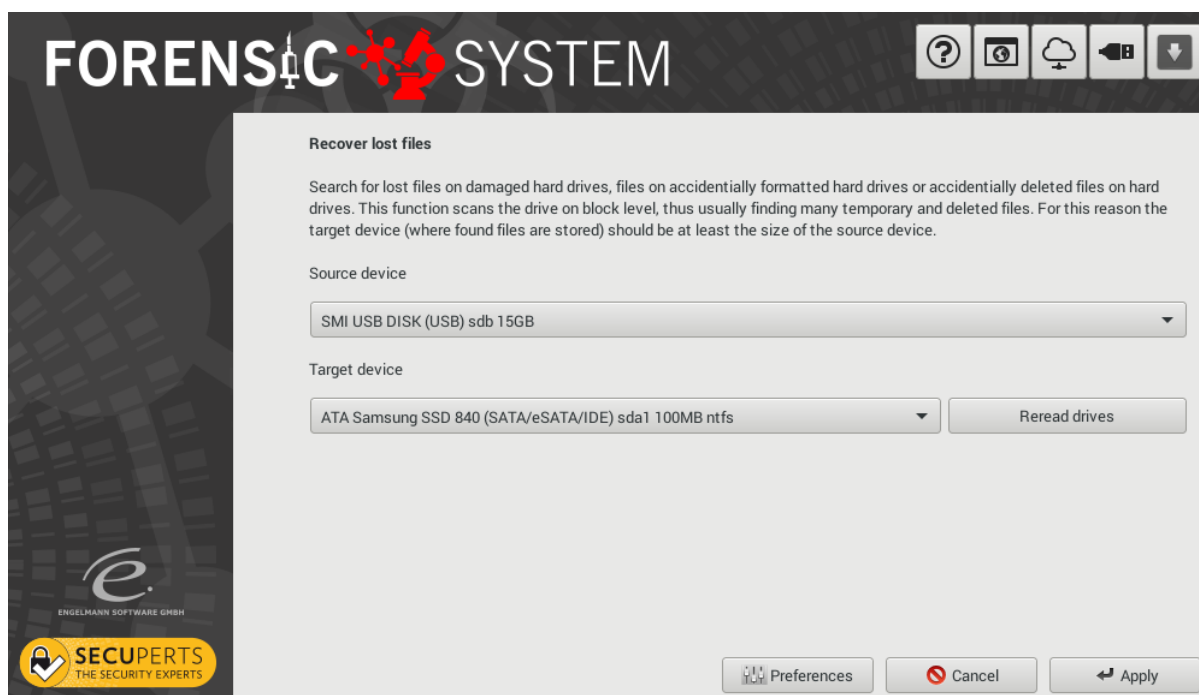 FORENSIC SYSTEM
Recover lost files
Search for lost files on damaged hard drives, files on accidentially formatted hard drives or accidentially deleted files on hard
drives. This function scans the drive on block level, thus usually finding many temporary and deleted files. For this reason the
target device (where found files are stored) should be at least the size of the source device.
Source device
SMI USB DISK (USB) sdb 15GB
Target device
ATA Samsung SSD 840 (SATA/eSATA/IDE) sda1 100MB ntfs
Reread drives
e.
ENGELMANN SOFTWARE GMBH
SECUPERTS
THE SECURITY EXPERTS
Preferences
Cancel
Apply